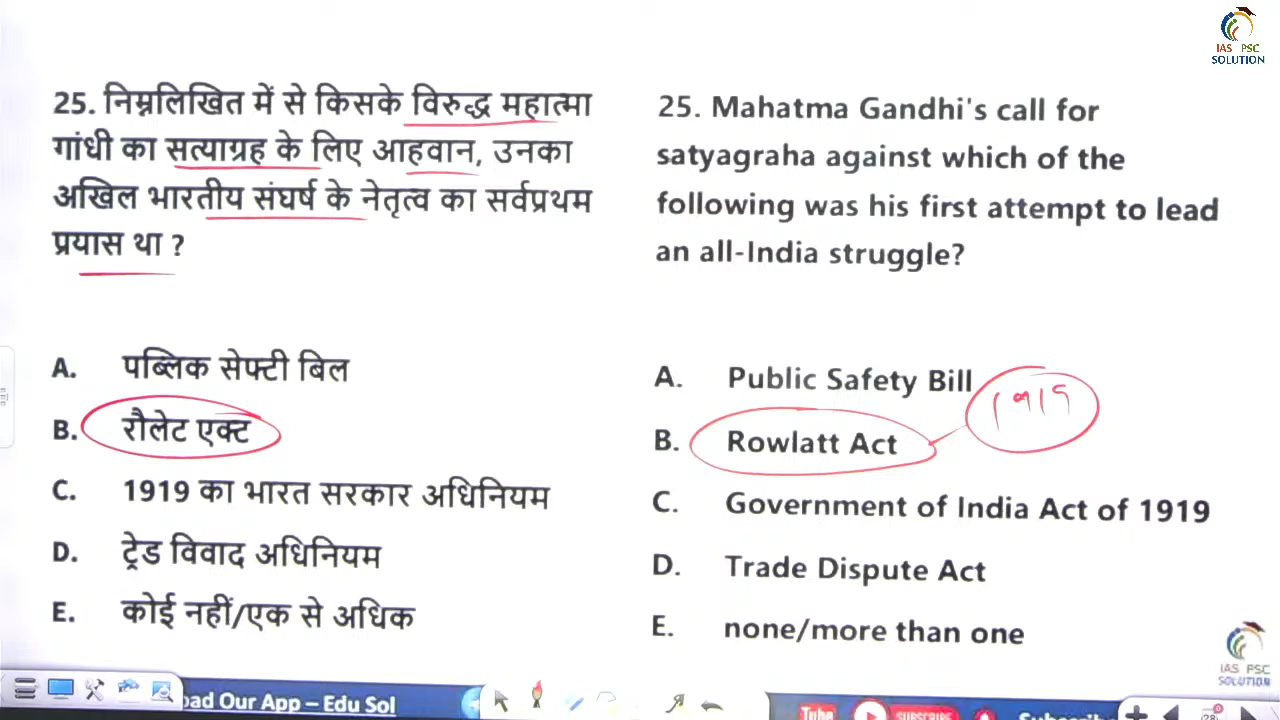 IAS PSC
SOLUTION
25. निम्नलिखित में से किसके विरुद्ध महात्मा
गांधी का सत्याग्रह के लिए आहवान, उनका
अखिल भारतीय संघर्ष के नेतृत्व का सर्वप्रथम
प्रयास था ?
A. पब्लिक सेफ्टी बिल
B. रौलेट एक्ट
C. 1919 का भारत सरकार अधिनियम
D. ट्रेड विवाद अधिनियम
E. कोई नहीं/एक से अधिक
25. Mahatma Gandhi's call for
satyagraha against which of the
following was his first attempt to lead
an all-India struggle?
A. Public Safety Bill
B. Rowlatt Act
1919
C. Government of India Act of 1919
D. Trade Dispute Act
E. none/more than one
IAS PSC
SOLUTION
oad Our App – Edu Sol
Tube
SUBSCRIBE
Subscribe
28